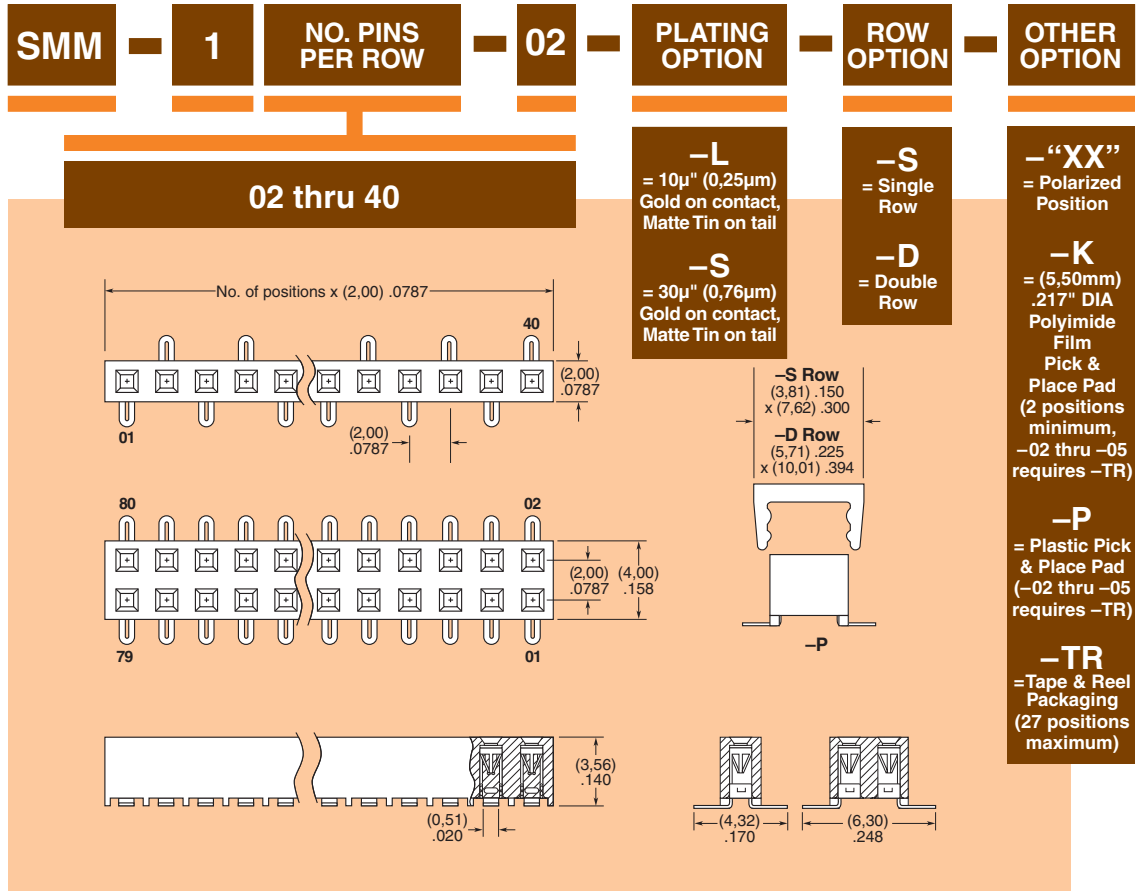 SMM – 1 NO. PINS PER ROW – 02 – PLATING OPTION – ROW OPTION – OTHER OPTION
02 thru 40
–L
= 10µ" (0,25µm)
Gold on contact,
Matte Tin on tail
–S
= 30µ" (0,76µm)
Gold on contact,
Matte Tin on tail
–S
= Single
Row
–D
= Double
Row
–“XX”
= Polarized
Position
–K
= (5,50mm)
.217" DIA
Polyimide
Film
Pick &
Place Pad
(2 positions
minimum,
–02 thru –05
requires –TR)
–P
= Plastic Pick
& Place Pad
(–02 thru –05
requires –TR)
–TR
=Tape & Reel
Packaging
(27 positions
maximum)
No. of positions x (2,00) .0787
40
(2,00)
.0787
01
(2,00)
.0787
–S Row
(3,81) .150
x (7,62) .300
–D Row
(5,71) .225
x (10,01) .394
–P
80
02
(2,00)
.0787
(4,00)
.158
79
01
(3,56)
.140
(0,51)
.020
(4,32)
.170
(6,30)
.248